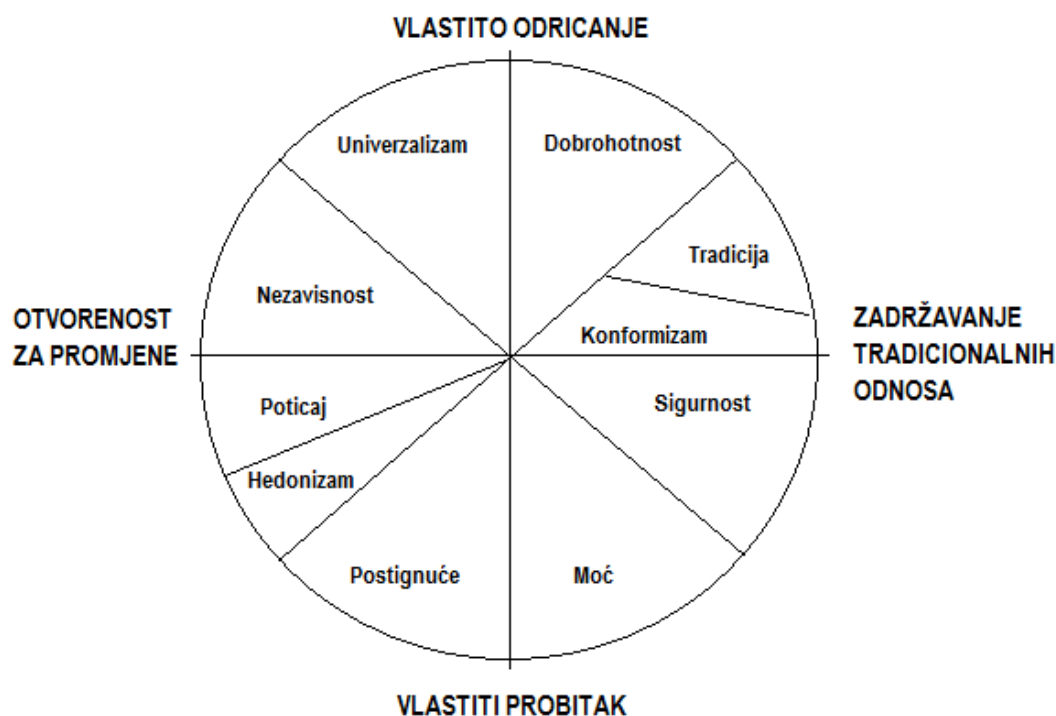 VLASTITO ODRICANJE
Univerzalizam
Dobrohotnost
Tradicija
Nezavisnost
OTVORENOST
ZA PROMJENE
Konformizam
ZADRŽAVANJE
TRADICIONALNIH
ODNOSA
Poticaj
Sigurnost
Hedonizam
Postignuće
Moć
VLASTITI PROBITAK